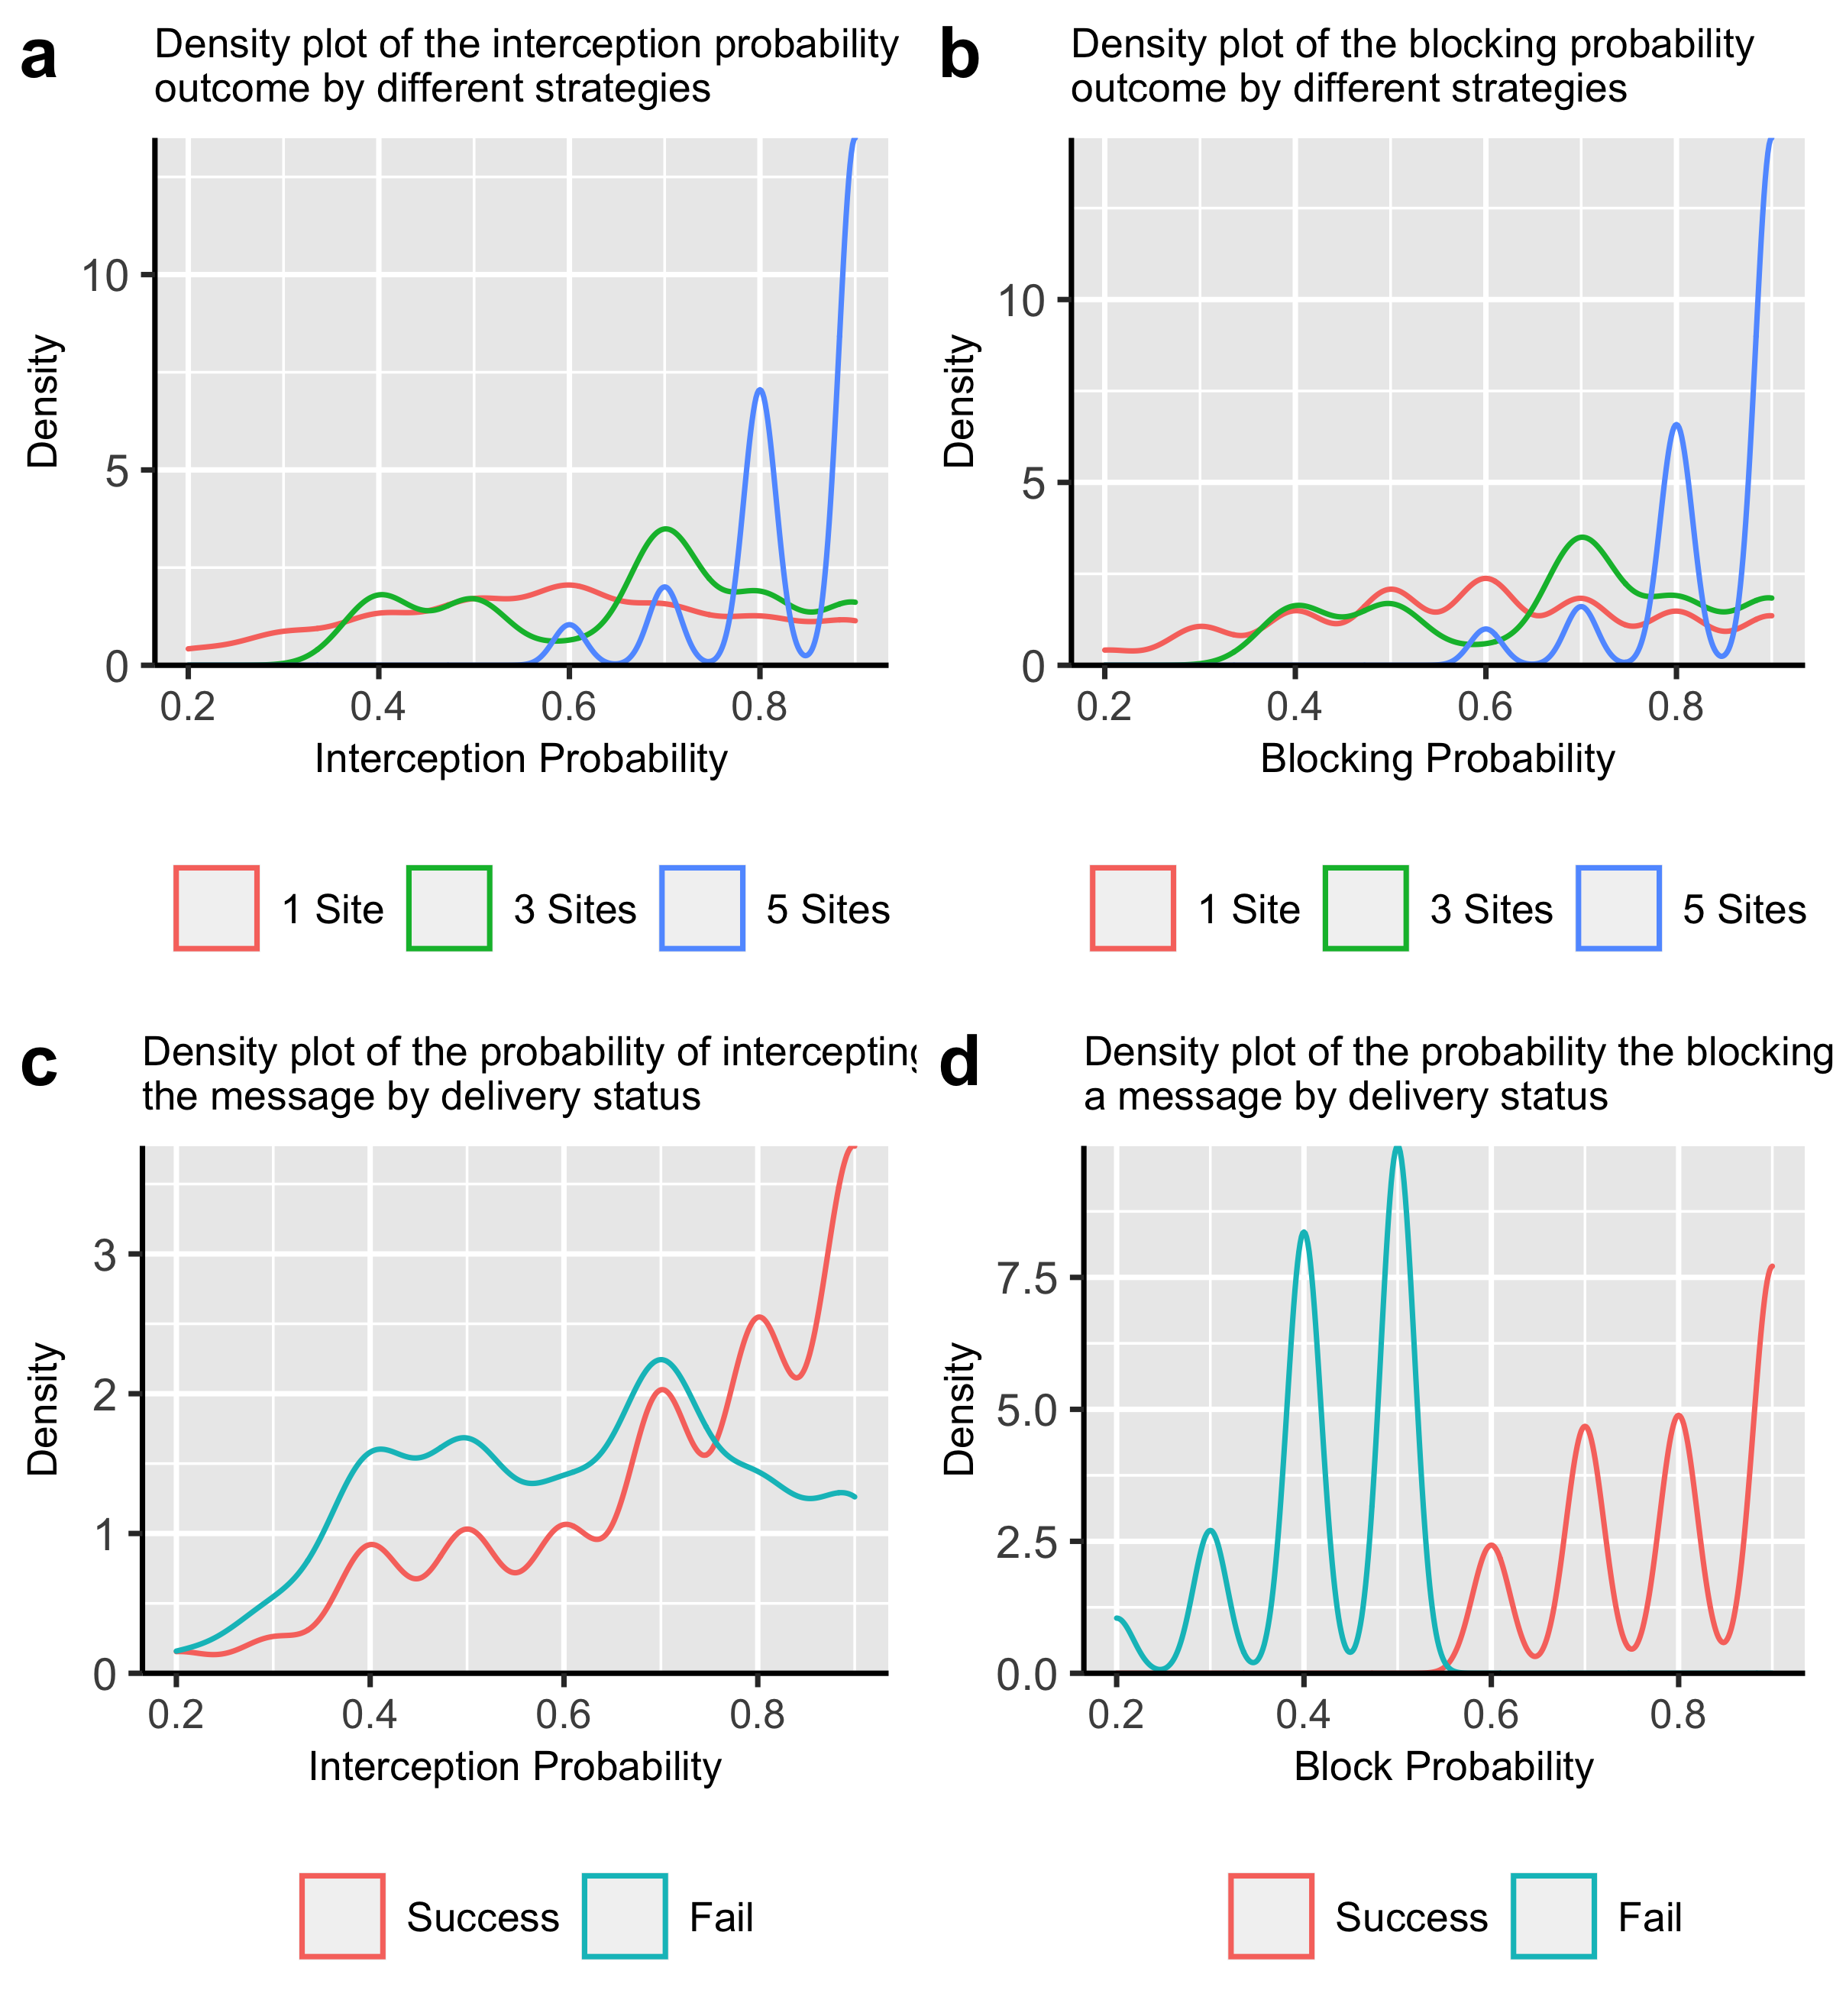 a
Density plot of the interception probability
outcome by different strategies
10
5
0
Density
0.2 0.4 0.6 0.8
Interception Probability
1 Site 3 Sites 5 Sites
b
Density plot of the blocking probability
outcome by different strategies
10
5
0
Density
0.2 0.4 0.6 0.8
Blocking Probability
1 Site 3 Sites 5 Sites
c
Density plot of the probability of intercepting
the message by delivery status
3
2
1
0
Density
0.2 0.4 0.6 0.8
Interception Probability
Success Fail
d
Density plot of the probability the blocking
a message by delivery status
7.5
5.0
2.5
0.0
Density
0.2 0.4 0.6 0.8
Block Probability
Success Fail